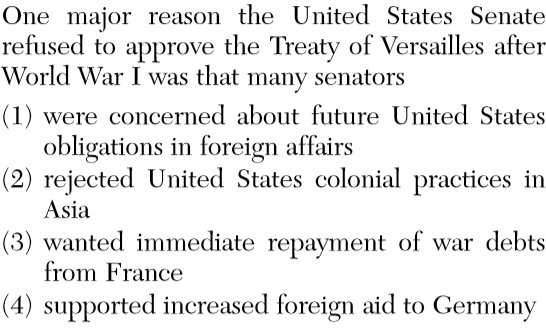 One major reason the United States Senate
refused to approve the Treaty of Versailles after
World War I was that many senators
(1) were concerned about future United States
obligations in foreign affairs
(2) rejected United States colonial practices in
Asia
(3) wanted immediate repayment of war debts
from France
(4) supported increased foreign aid to Germany